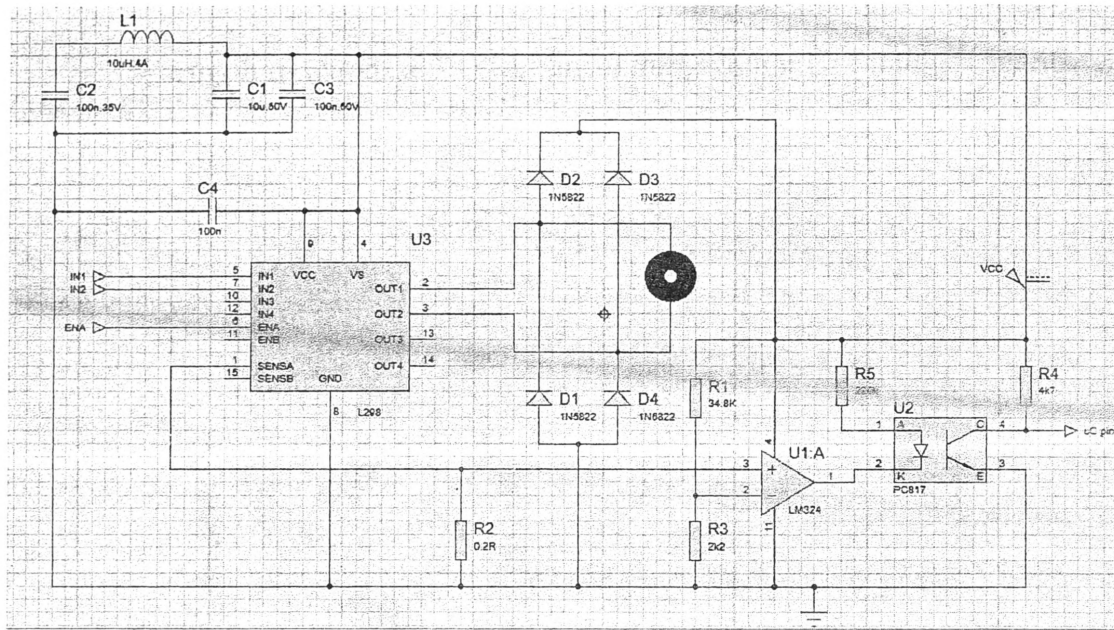 L1
10uH,4A
C2
100n,35V
C1
10u,50V
C3
100n,50V
C4
100n
D2
1N5822
D3
1N5822
U3
9
4
VCC
VS
VCC
IN1
5
IN1
OUT1
2
IN2
7
IN2
10
IN3
OUT2
3
12
IN4
ENA
6
ENA
11
ENB
OUT3
13
1
SENSA
OUT4
14
15
SENSB
GND
8
L298
D1
1N5822
D4
1N5822
R1
34.8K
R5
R4
4k7
U2
1
A
C
4
uC pin
2
K
E
3
PC817
U1:A
4
3
2
1
11
LM324
R2
0.2R
R3
2k2